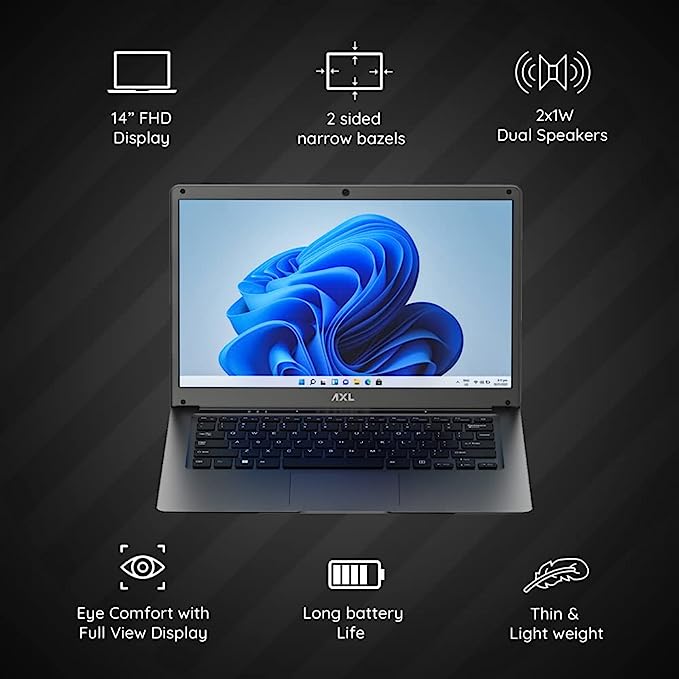 14” FHD
Display
2 sided
narrow bazels
2x1W
Dual Speakers
AXL
Eye Comfort with
Full View Display
Long battery
Life
Thin &
Light weight